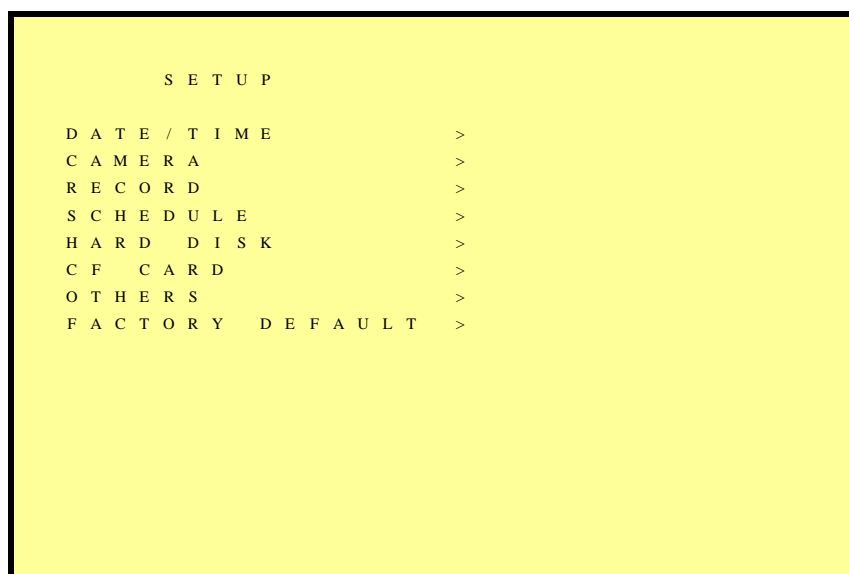 SETUP
DATE/TIME >
CAMERA >
RECORD >
SCHEDULE >
HARD DISK >
CF CARD >
OTHERS >
FACTORY DEFAULT >